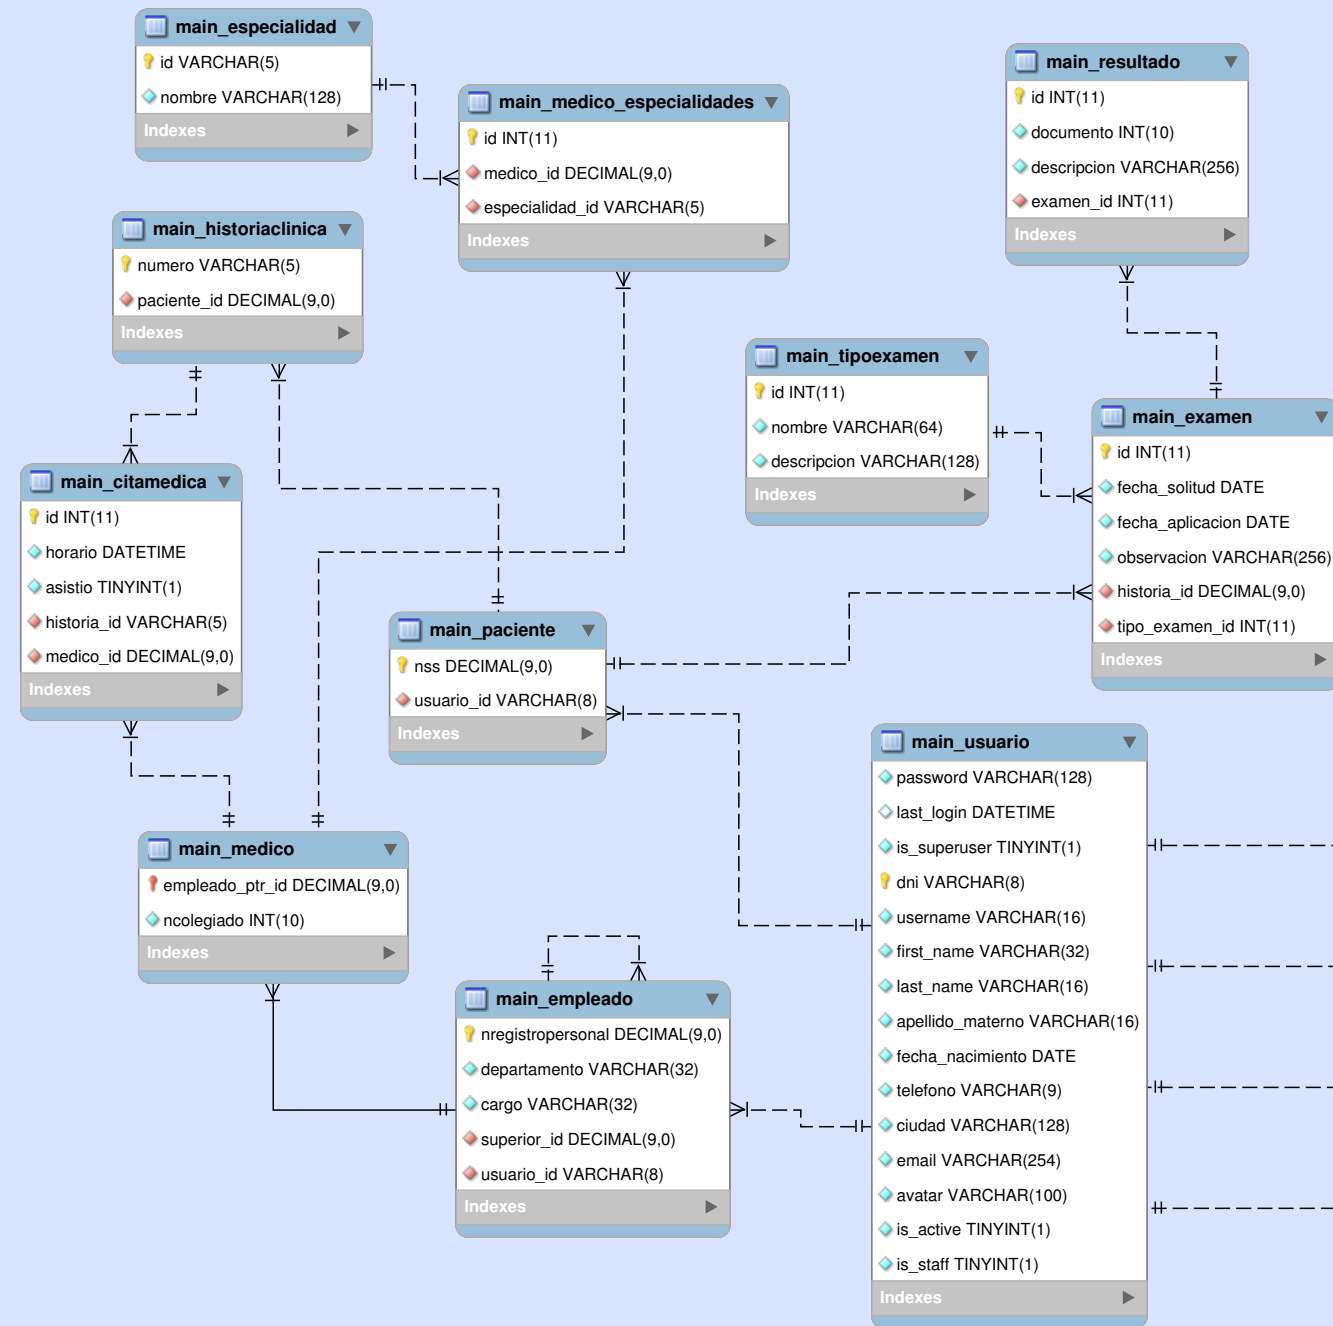 main_especialidad
id VARCHAR(5)
nombre VARCHAR(128)
Indexes
main_medico_especialidades
id INT(11)
medico_id DECIMAL(9,0)
especialidad_id VARCHAR(5)
Indexes
main_resultado
id INT(11)
documento INT(10)
descripcion VARCHAR(256)
examen_id INT(11)
Indexes
main_historiaclinica
numero VARCHAR(5)
paciente_id DECIMAL(9,0)
Indexes
main_tipoexamen
id INT(11)
nombre VARCHAR(64)
descripcion VARCHAR(128)
Indexes
main_examen
id INT(11)
fecha_solitud DATE
fecha_aplicacion DATE
observacion VARCHAR(256)
historia_id DECIMAL(9,0)
tipo_examen_id INT(11)
Indexes
main_citamedica
id INT(11)
horario DATETIME
asistio TINYINT(1)
historia_id VARCHAR(5)
medico_id DECIMAL(9,0)
Indexes
main_paciente
nss DECIMAL(9,0)
usuario_id VARCHAR(8)
Indexes
main_usuario
password VARCHAR(128)
last_login DATETIME
is_superuser TINYINT(1)
dni VARCHAR(8)
username VARCHAR(16)
first_name VARCHAR(32)
last_name VARCHAR(16)
apellido_materno VARCHAR(16)
fecha_nacimiento DATE
telefono VARCHAR(9)
ciudad VARCHAR(128)
email VARCHAR(254)
avatar VARCHAR(100)
is_active TINYINT(1)
is_staff TINYINT(1)
Indexes
main_medico
empleado_ptr_id DECIMAL(9,0)
ncolegiado INT(10)
Indexes
main_empleado
nregistropersonal DECIMAL(9,0)
departamento VARCHAR(32)
cargo VARCHAR(32)
superior_id DECIMAL(9,0)
usuario_id VARCHAR(8)
Indexes